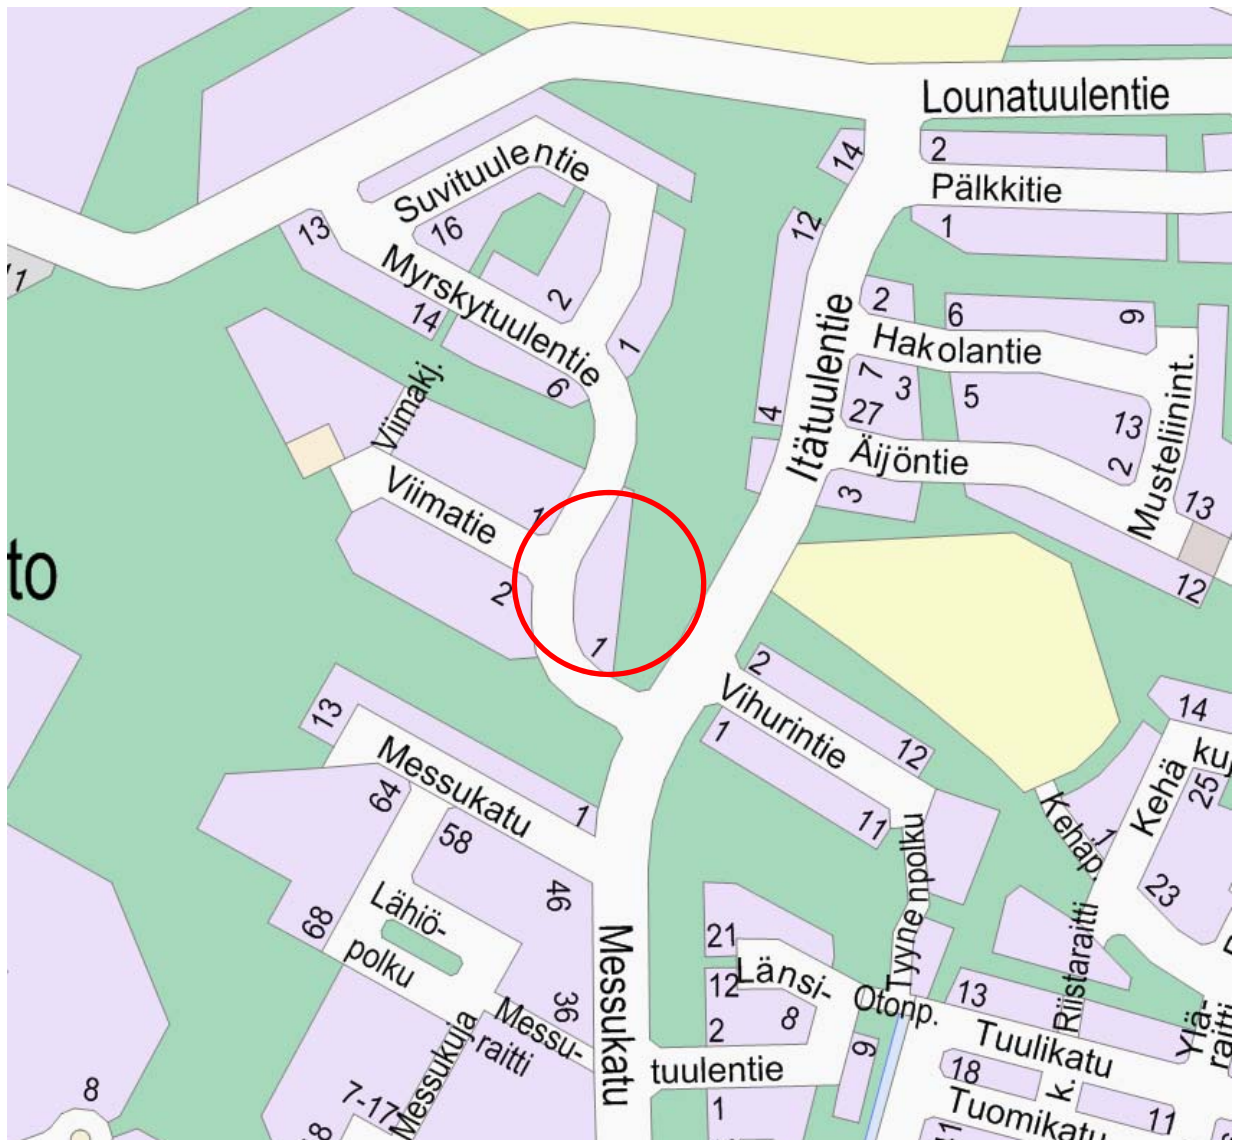 Lounatuulentie
2
Pälkkitie
1
14
12
Suvituulentie
16
13
Myrskytuulentie
2
14
1
6
Itätuulentie
2
6
9
Hakolantie
7
3
5
27
13
4
Äijöntie
2
Musteliinint.
3
13
12
Viimakj.
Viimatie
1
2
1
to
2
Vihurintie
1
12
11
14
13
Messukatu
64
1
58
46
Kehäp.
1
Kehä
25
23
68
Lähiö-
polku
Messukatu
36
Messu-
raitti
Messukuja
7-17
8
21
Länsi-
12
8
2
tuulentie
1
9
Tyynenpolku
Otonp.
13
Riistaraitti
Ylä-
raitti
Tuulikatu
18
k.
11
Tuomikatu